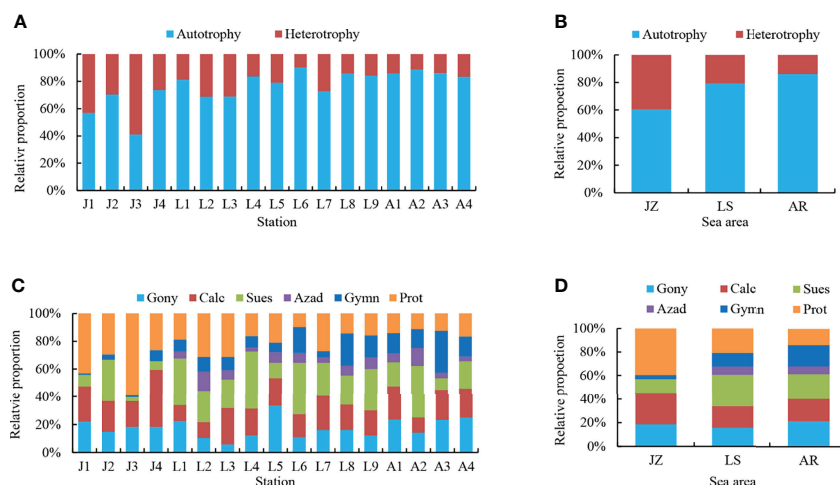 A
Autotrophy Heterotrophy
Relativr proportion
100%
80%
60%
40%
20%
0%
J1 J2 J3 J4 L1 L2 L3 L4 L5 L6 L7 L8 L9 A1 A2 A3 A4
Station
B
Autotrophy Heterotrophy
Relative propoetion
100%
80%
60%
40%
20%
0%
JZ LS AR
Sea area
C
Gony Calc Sues Azad Gymn Prot
Relatvie proportion
100%
80%
60%
40%
20%
0%
J1 J2 J3 J4 L1 L2 L3 L4 L5 L6 L7 L8 L9 A1 A2 A3 A4
Station
D
Gony Calc Sues
Azad Gymn Prot
Relative proportion
100%
80%
60%
40%
20%
0%
JZ LS AR
Sea area